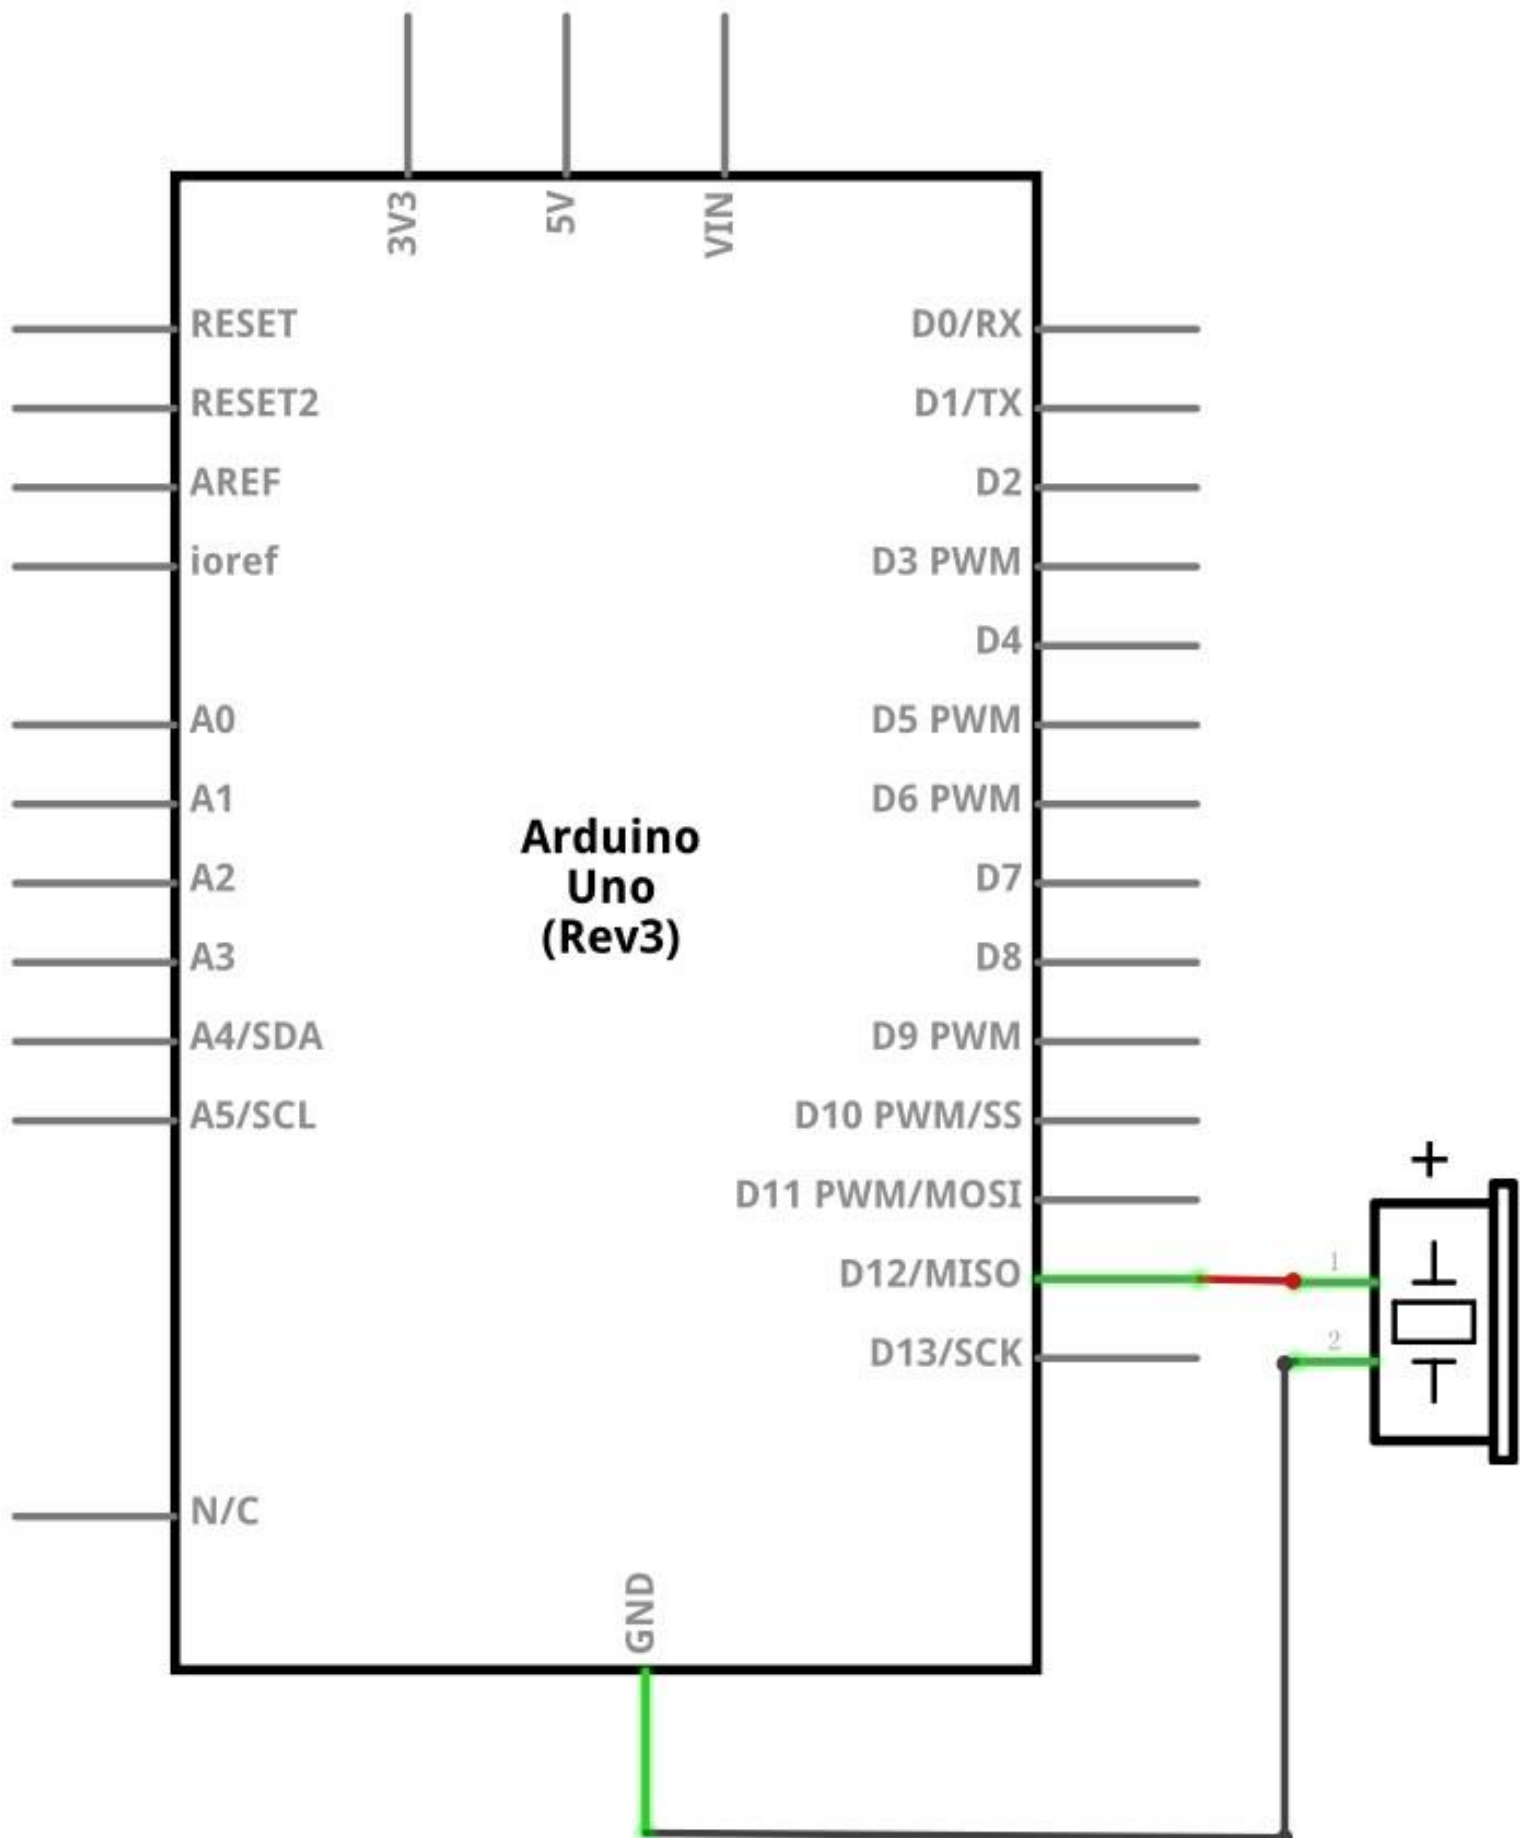 3V3
5V
VIN
RESET
RESET2
AREF
ioref
A0
A1
A2
A3
A4/SDA
A5/SCL
N/C
Arduino
Uno
(Rev3)
D0/RX
D1/TX
D2
D3 PWM
D4
D5 PWM
D6 PWM
D7
D8
D9 PWM
D10 PWM/SS
D11 PWM/MOSI
D12/MISO
D13/SCK
GND
+
1
2